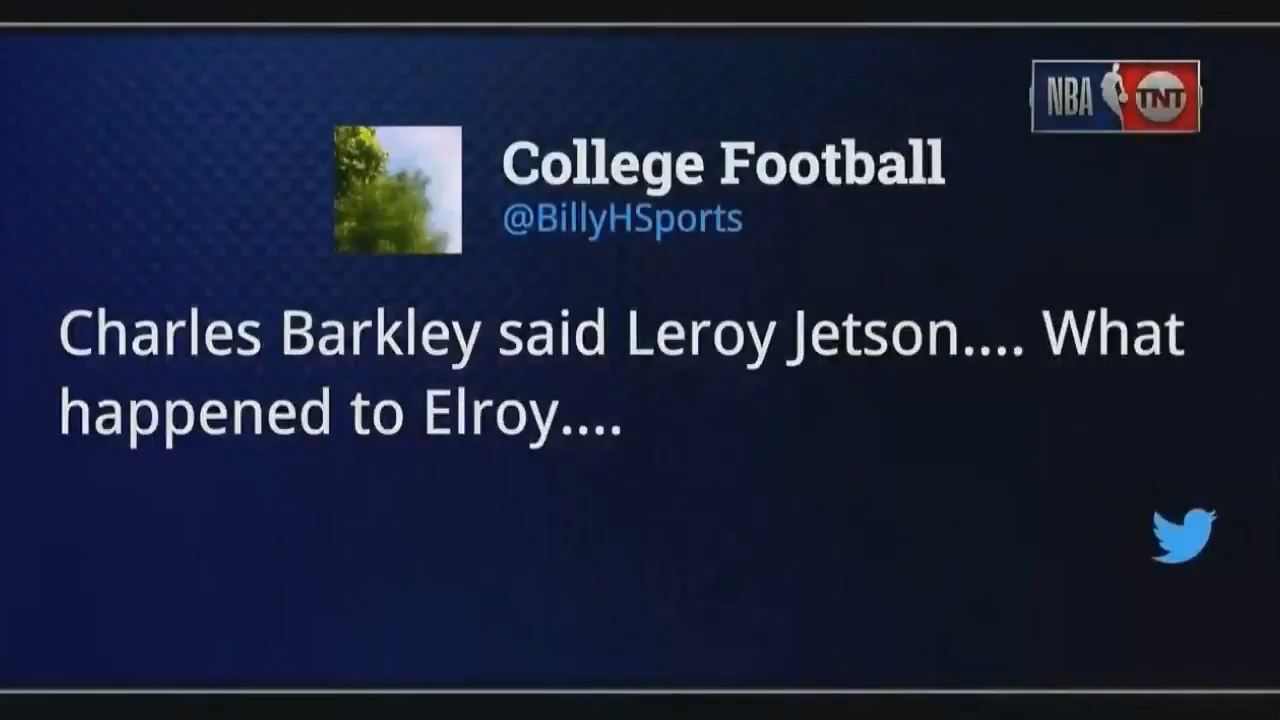 NBA TNT
College Football
@BillyHSports
Charles Barkley said Leroy Jetson.... What
happened to Elroy....